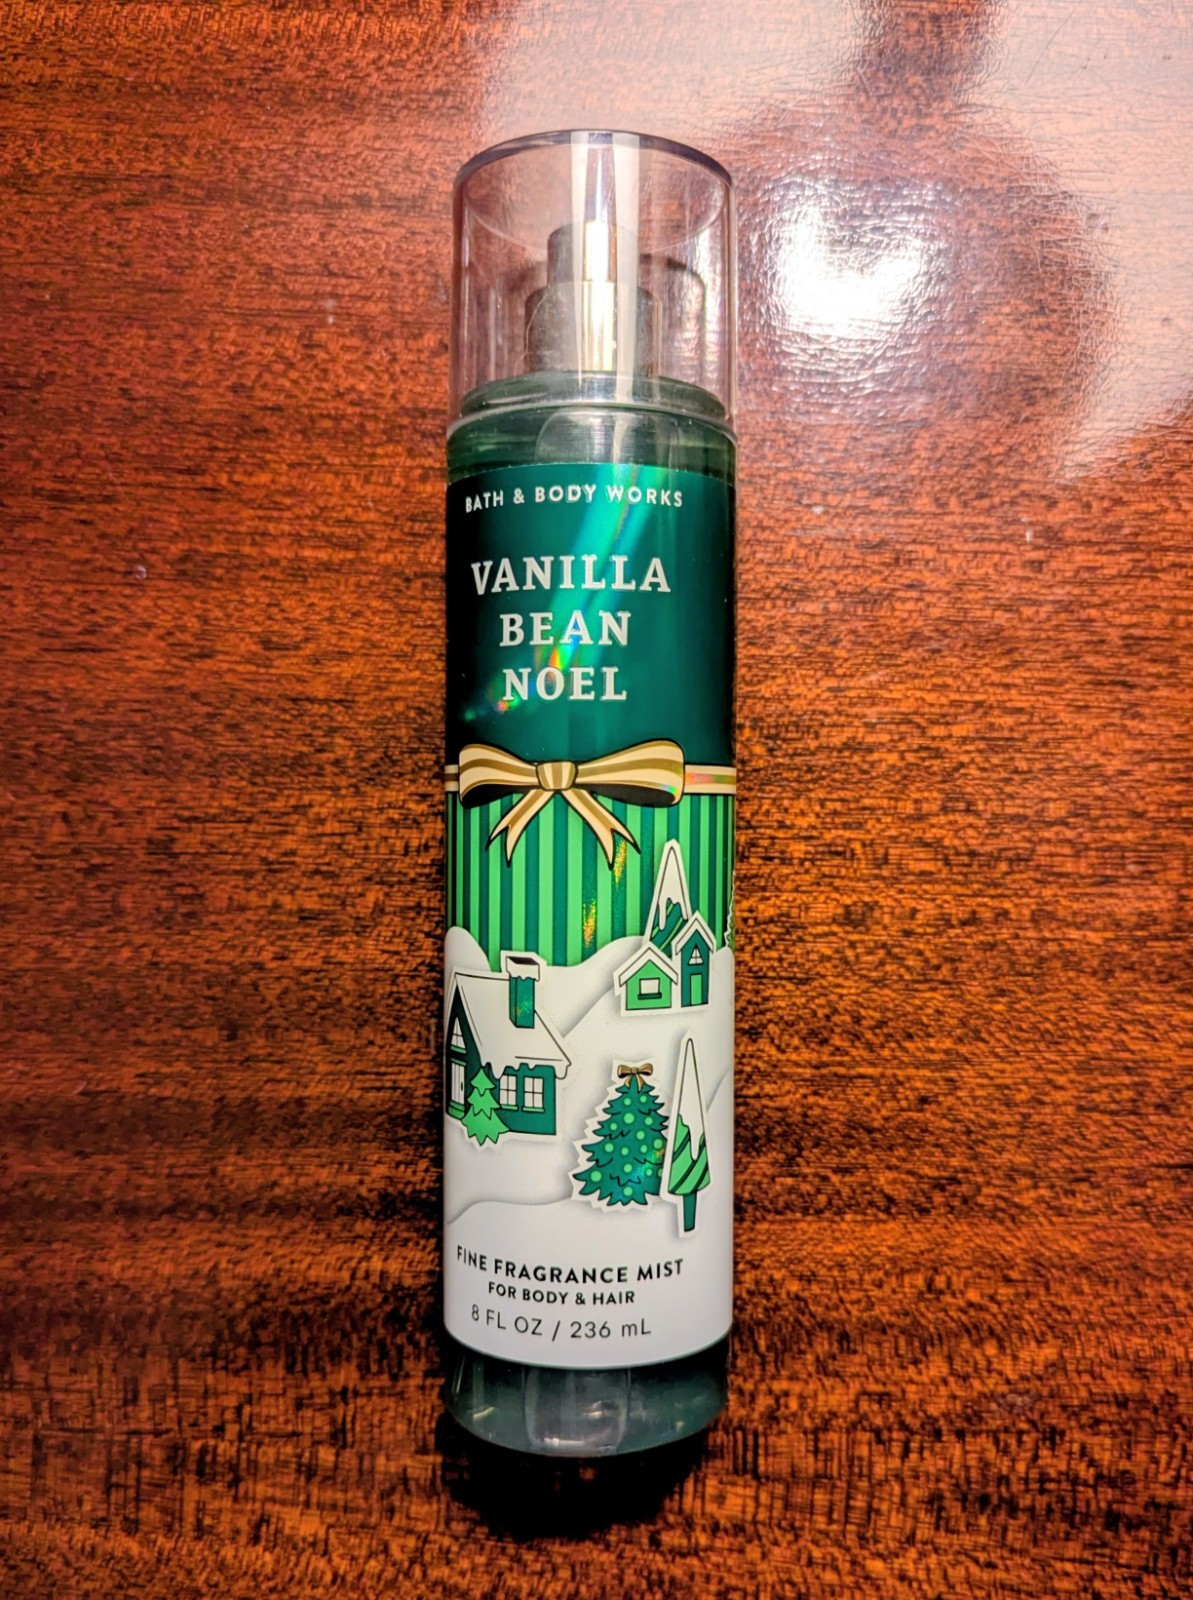 BATH & BODY WORKS
VANILLA
BEAN
NOEL
FINE FRAGRANCE MIST
FOR BODY & HAIR
8 FL OZ / 236 mL